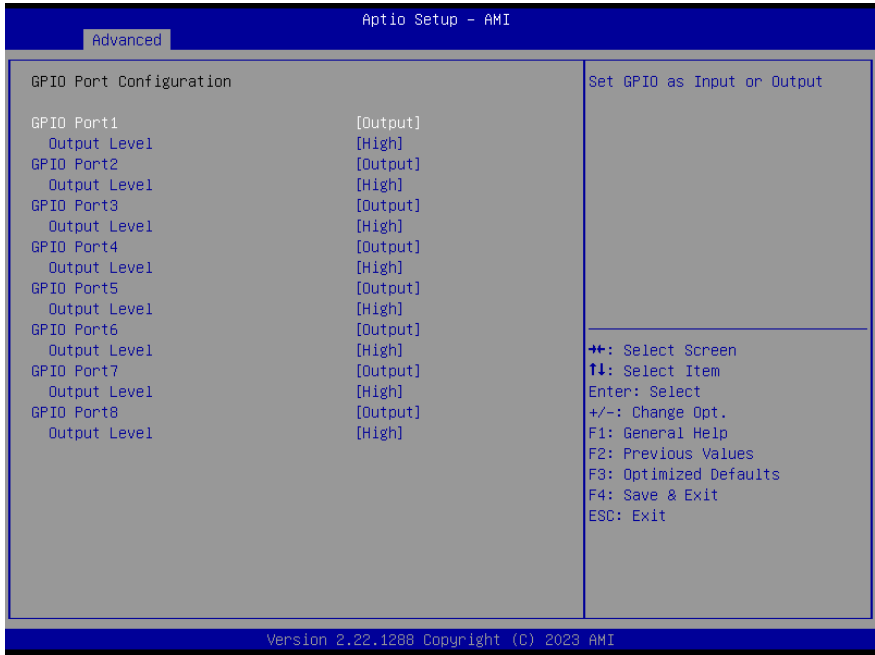 Aptio Setup – AMI
Advanced
GPIO Port Configuration
GPIO Port1 [Output]
Output Level [High]
GPIO Port2 [Output]
Output Level [High]
GPIO Port3 [Output]
Output Level [High]
GPIO Port4 [Output]
Output Level [High]
GPIO Port5 [Output]
Output Level [High]
GPIO Port6 [Output]
Output Level [High]
GPIO Port7 [Output]
Output Level [High]
GPIO Port8 [Output]
Output Level [High]
Set GPIO as Input or Output
→←: Select Screen
↑↓: Select Item
Enter: Select
+/-: Change Opt.
F1: General Help
F2: Previous Values
F3: Optimized Defaults
F4: Save & Exit
ESC: Exit
Version 2.22.1288 Copyright (C) 2023 AMI